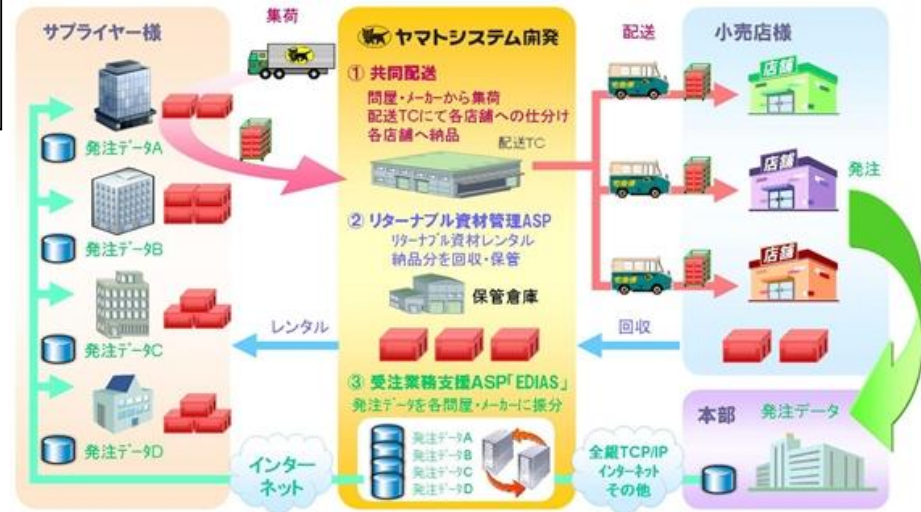 サプライヤー様
発注データA
発注データB
発注データC
発注データD
集荷
ヤマトシステム開発
① 共同配送
問屋・メーカーから集荷
配送TCにて各店舗への仕分け
各店舗へ納品
配送TC
② リターナブル資材管理ASP
リターナブル資材レンタル
納品分を回収・保管
保管倉庫
レンタル
回収
③ 受注業務支援ASP「EDIAS」
発注データを各問屋・メーカーに振分
発注データA
発注データB
発注データC
発注データD
インター
ネット
全銀TCP/IP
インターネット
その他
配送
小売店様
店舗
店舗
店舗
発注
本部
発注データ